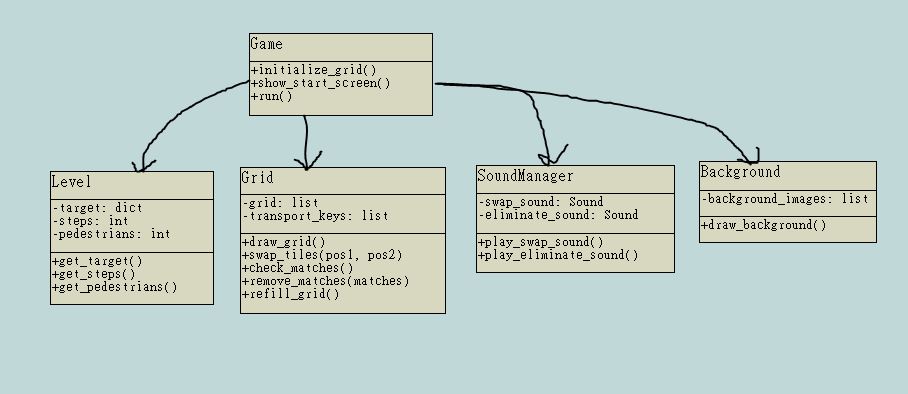 Game
+initialize_grid()
+show_start_screen()
+run()
Level
-target: dict
-steps: int
-pedestrians: int
+get_target()
+get_steps()
+get_pedestrians()
Grid
-grid: list
-transport_keys: list
+draw_grid()
+swap_tiles(pos1, pos2)
+check_matches()
+remove_matches(matches)
+refill_grid()
SoundManager
-swap_sound: Sound
-eliminate_sound: Sound
+play_swap_sound()
+play_eliminate_sound()
Background
-background_images: list
+draw_background()